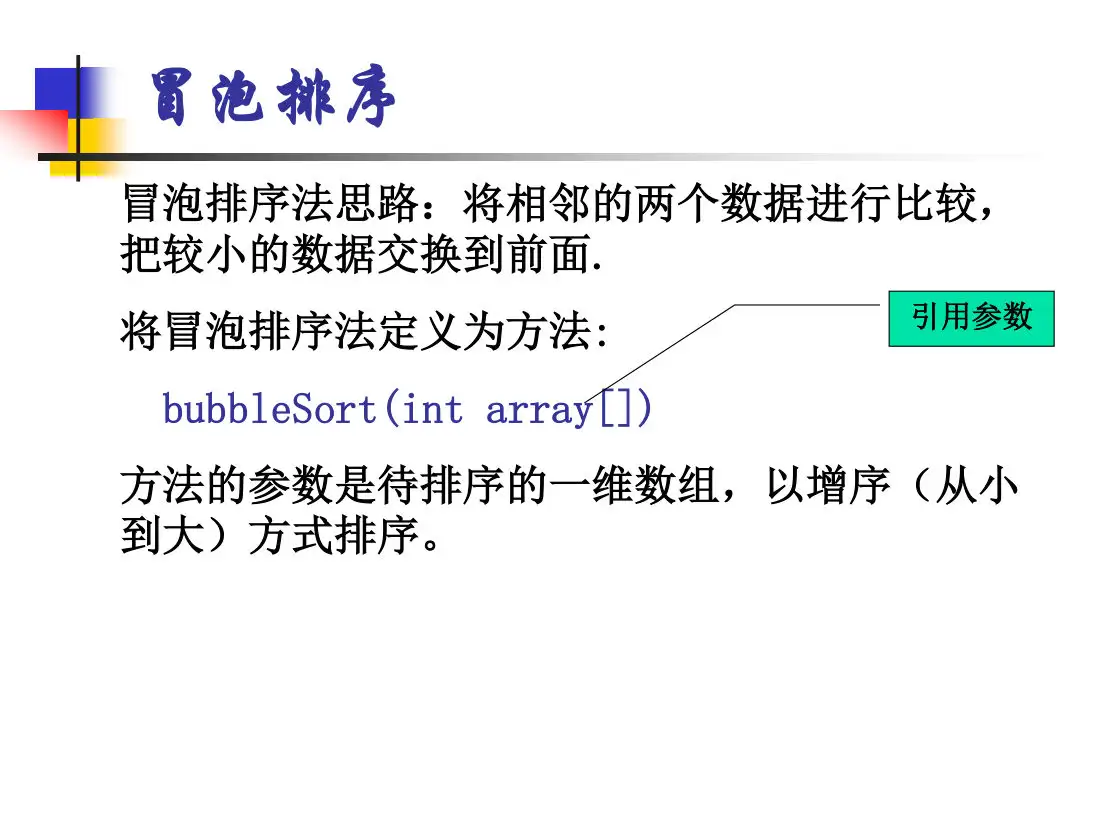 冒泡排序
冒泡排序法思路：将相邻的两个数据进行比较，
把较小的数据交换到前面.
将冒泡排序法定义为方法:
引用参数
bubbleSort(int array[])
方法的参数是待排序的一维数组，以增序（从小
到大）方式排序。